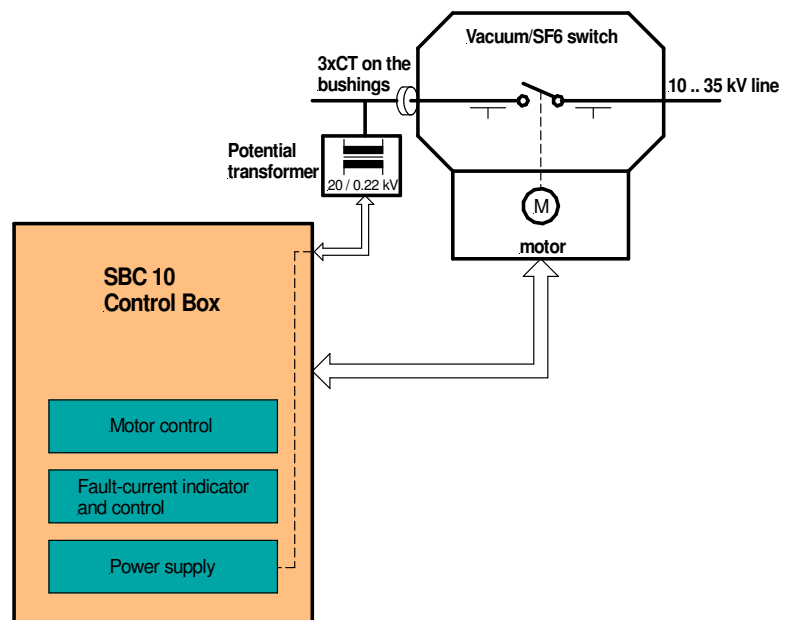 Vacuum/SF6 switch
3xCT on the
bushings
10 .. 35 kV line
Potential
transformer
20 / 0.22 kV
M
motor
SBC 10
Control Box
Motor control
Fault-current indicator
and control
Power supply